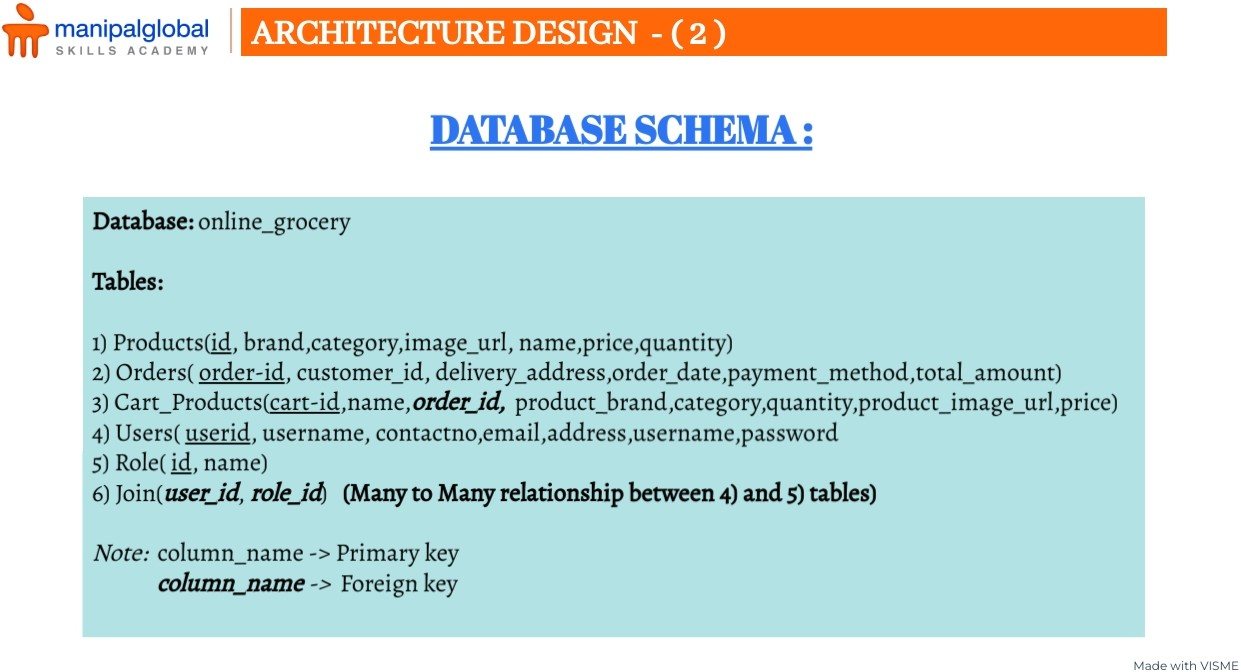 manipalglobal
SKILLS ACADEMY
ARCHITECTURE DESIGN - ( 2 )
DATABASE SCHEMA :
Database: online_grocery
Tables:
1) Products(id, brand,category,image_url, name,price,quantity)
2) Orders( order-id, customer_id, delivery_address,order_date,payment_method,total_amount)
3) Cart_Products(cart-id,name,order_id, product_brand,category,quantity,product_image_url,price)
4) Users( userid, username, contactno,email,address,username,password
5) Role( id, name)
6) Join(user_id, role_id) (Many to Many relationship between 4) and 5) tables)
Note: column_name -> Primary key
column_name -> Foreign key
Made with VISME